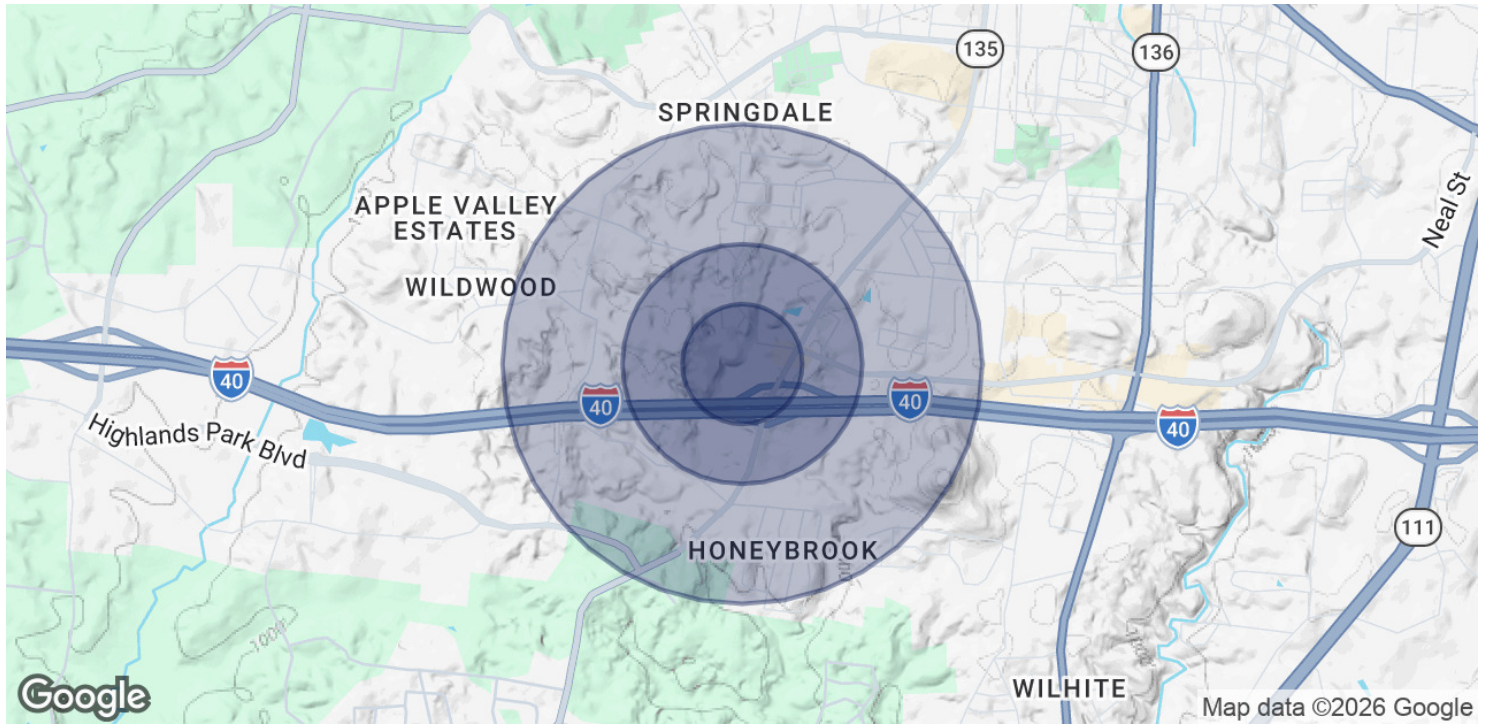 135
136
SPRINGDALE
Neal St
APPLE VALLEY
ESTATES
WILDWOOD
40
40
40
40
Highlands Park Blvd
111
HONEYBROOK
1000
WILHITE
Google
Map data ©2026 Google